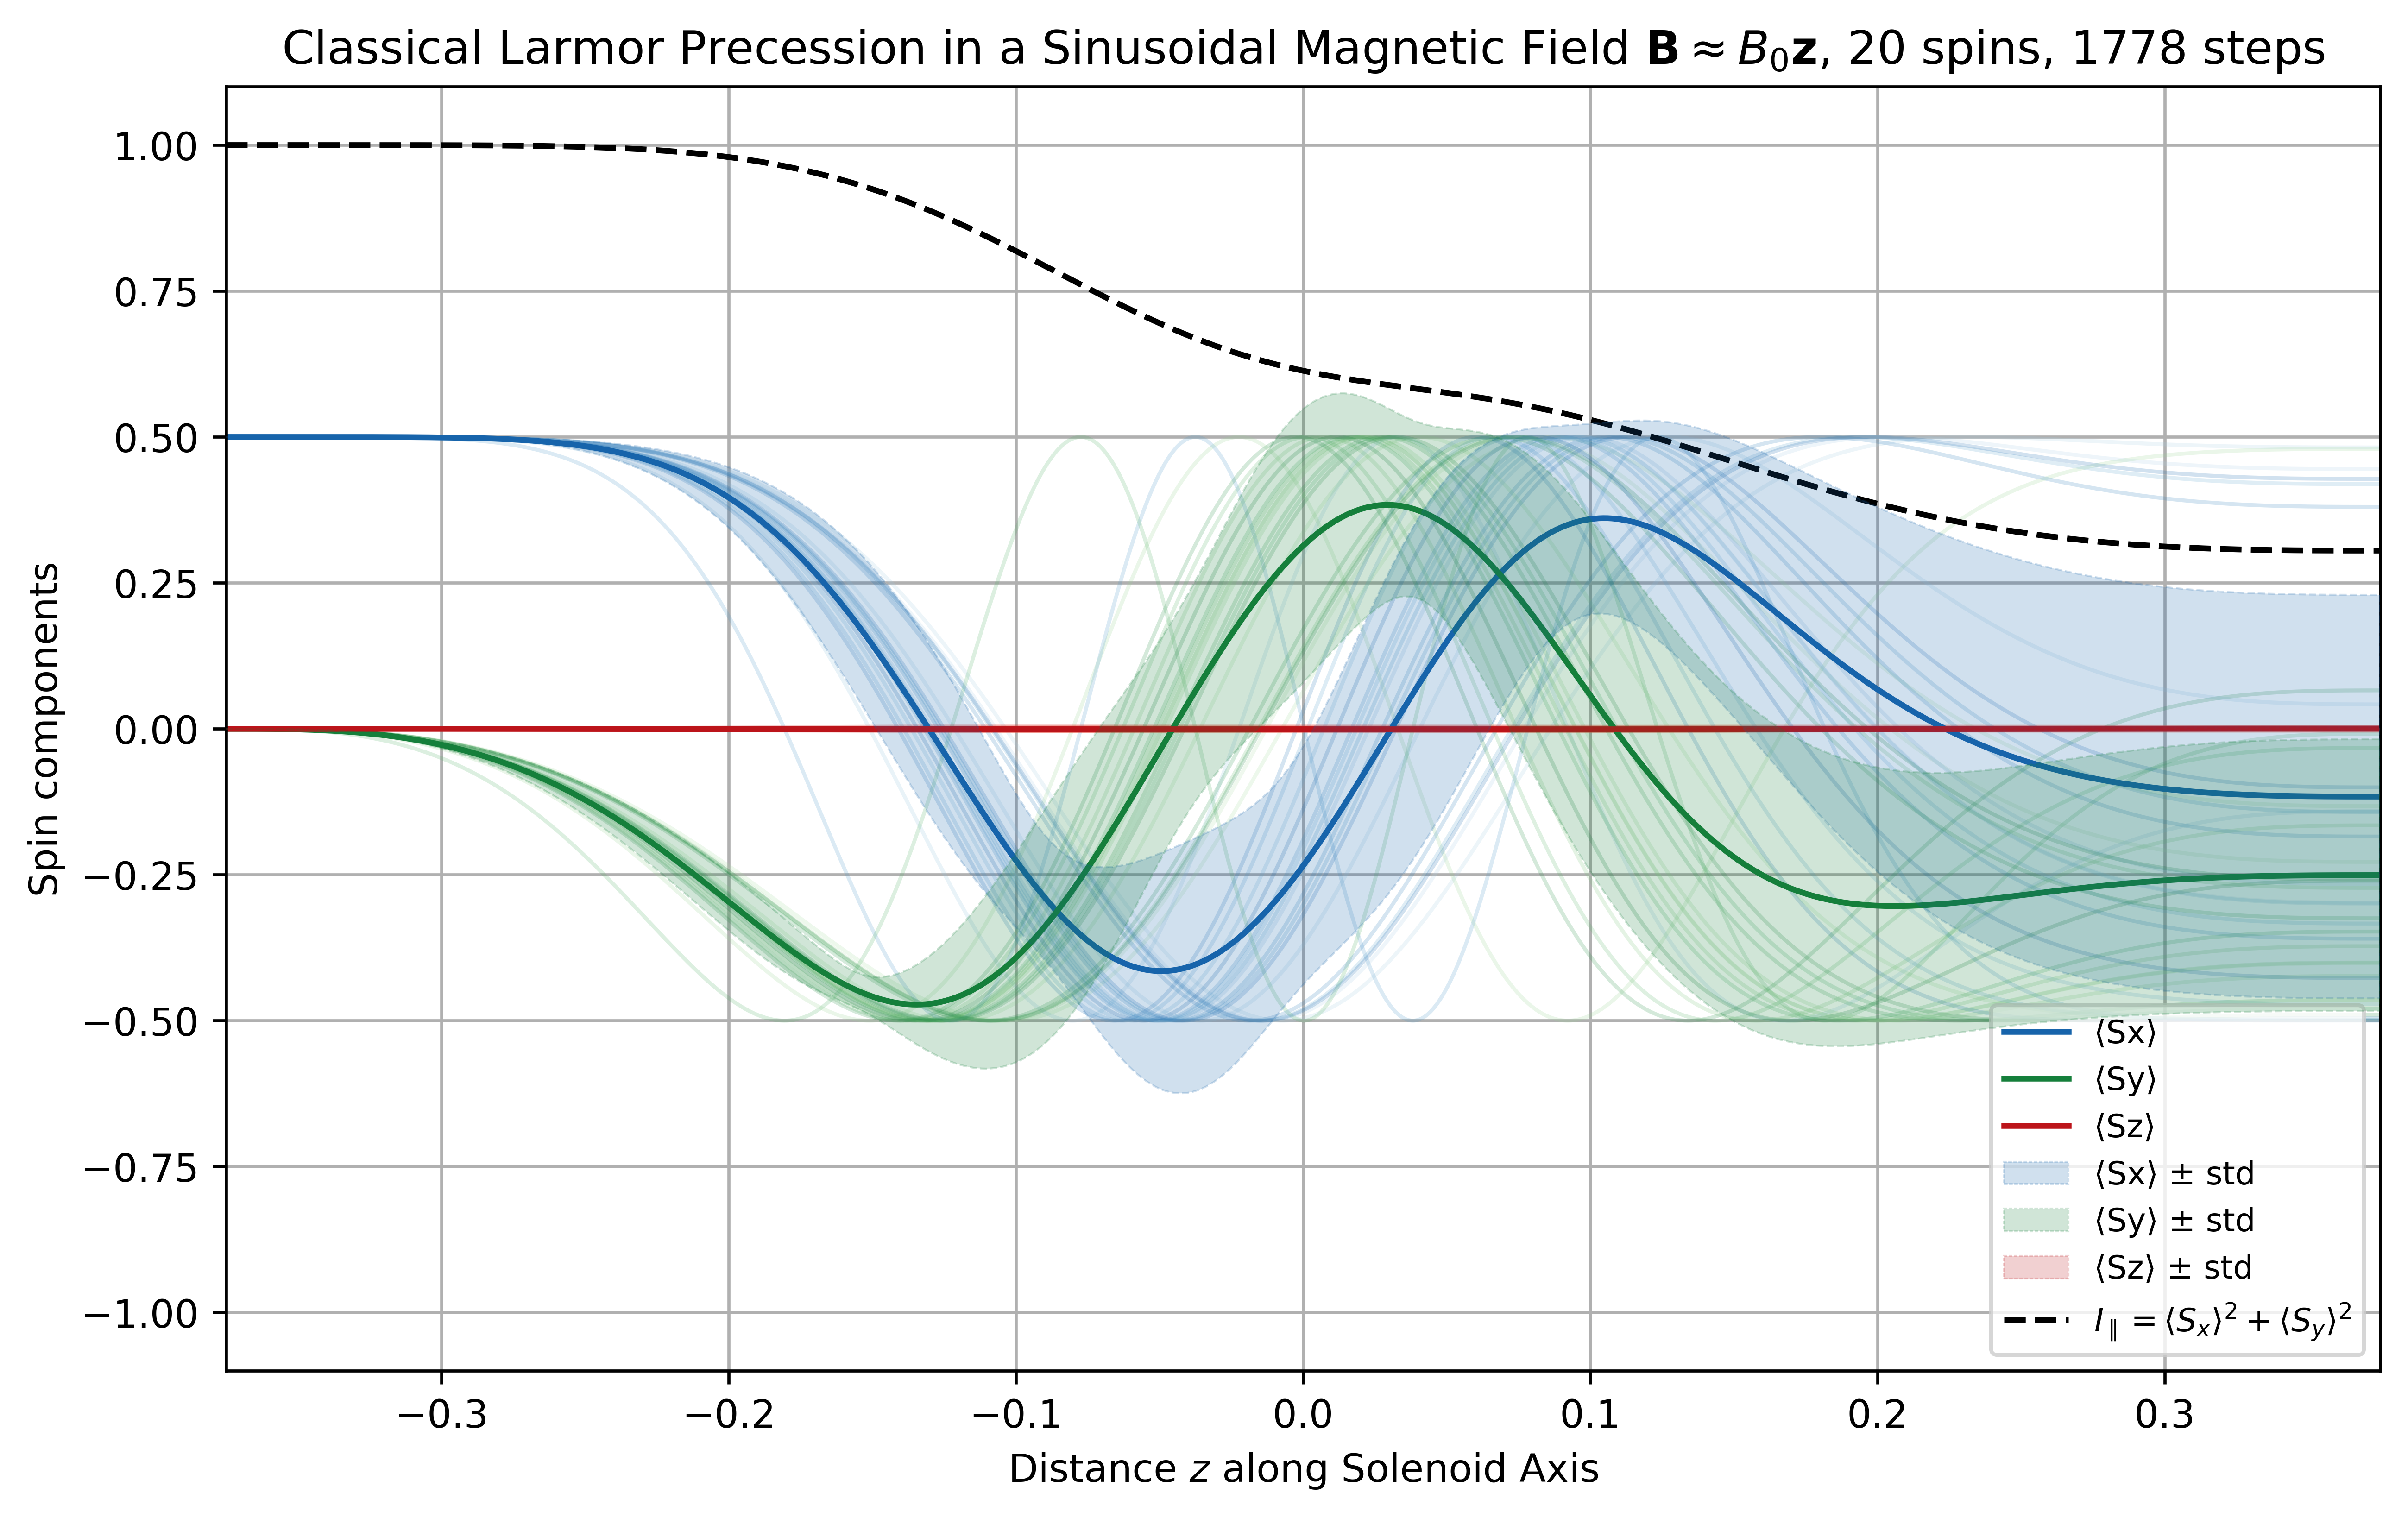 Classical Larmor Precession in a Sinusoidal Magnetic Field B ≈ B₀z, 20 spins, 1778 steps
1.00
0.75
0.50
0.25
0.00
−0.25
−0.50
−0.75
−1.00
Spin components
⟨Sx⟩
⟨Sy⟩
⟨Sz⟩
⟨Sx⟩ ± std
⟨Sy⟩ ± std
⟨Sz⟩ ± std
I∥ = ⟨Sₓ⟩² + ⟨Sᵧ⟩²
−0.3 −0.2 −0.1 0.0 0.1 0.2 0.3
Distance z along Solenoid Axis